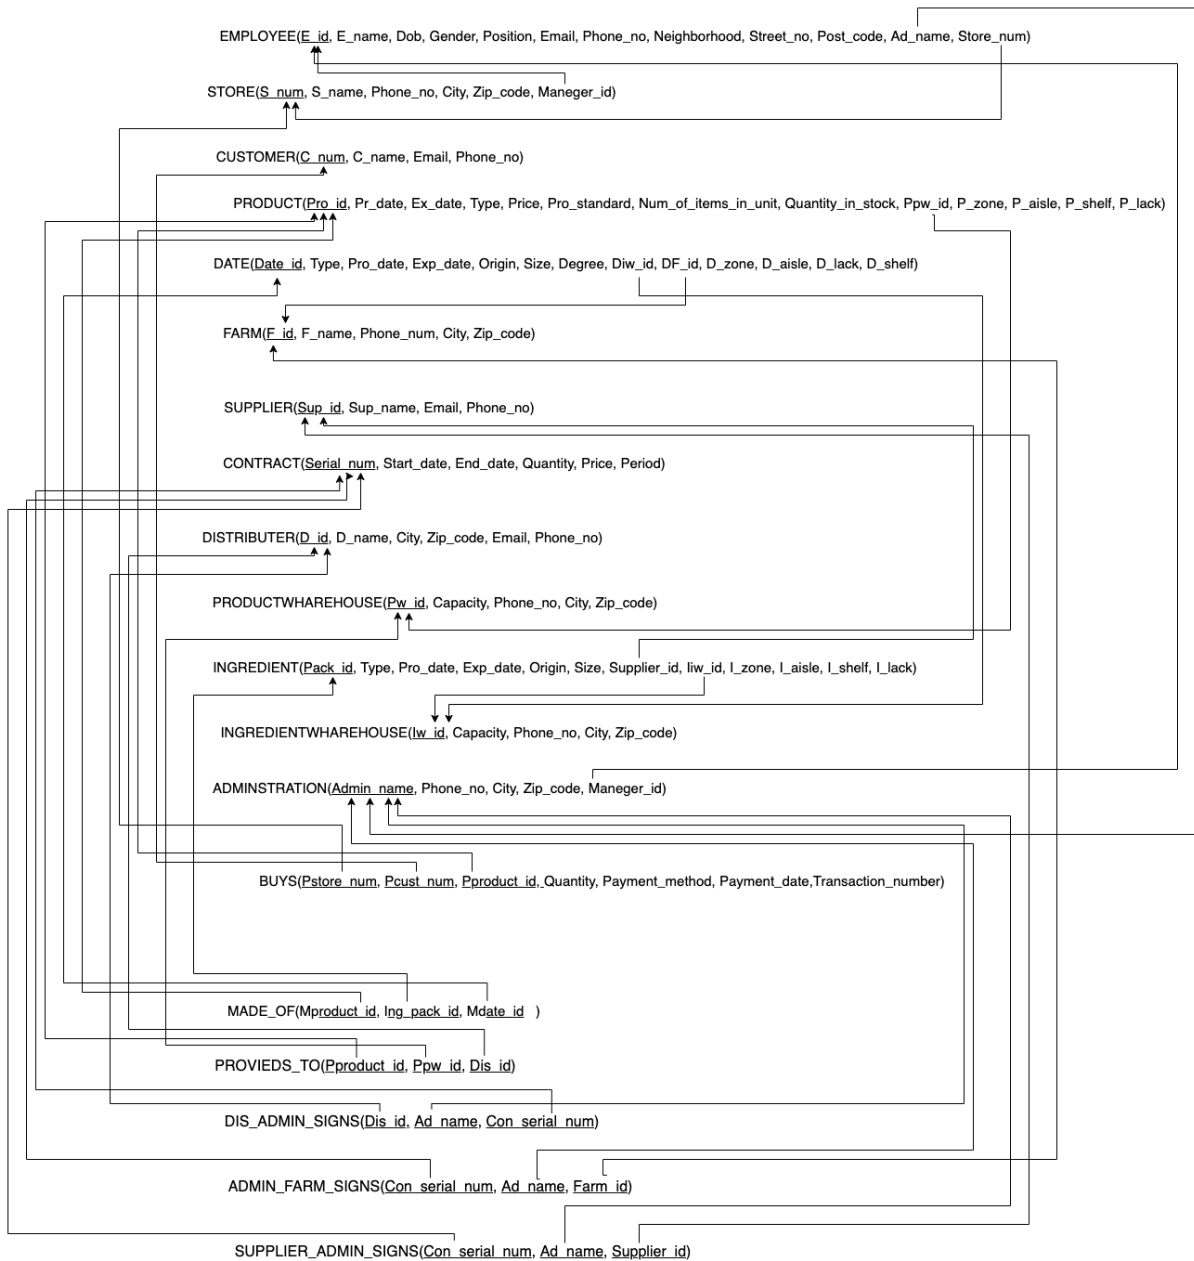 EMPLOYEE(E_id, E_name, Dob, Gender, Position, Email, Phone_no, Neighborhood, Street_no, Post_code, Ad_name, Store_num)
STORE(S_num, S_name, Phone_no, City, Zip_code, Maneger_id)
CUSTOMER(C_num, C_name, Email, Phone_no)
PRODUCT(Pro_id, Pr_date, Ex_date, Type, Price, Pro_standard, Num_of_items_in_unit, Quantity_in_stock, Ppw_id, P_zone, P_aisle, P_shelf, P_lack)
DATE(Date_id, Type, Pro_date, Exp_date, Origin, Size, Degree, Diw_id, DF_id, D_zone, D_aisle, D_lack, D_shelf)
FARM(F_id, F_name, Phone_num, City, Zip_code)
SUPPLIER(Sup_id, Sup_name, Email, Phone_no)
CONTRACT(Serial_num, Start_date, End_date, Quantity, Price, Period)
DISTRIBUTER(D_id, D_name, City, Zip_code, Email, Phone_no)
PRODUCTWHAREHOUSE(Pw_id, Capacity, Phone_no, City, Zip_code)
INGREDIENT(Pack_id, Type, Pro_date, Exp_date, Origin, Size, Supplier_id, Iiw_id, I_zone, I_aisle, I_shelf, I_lack)
INGREDIENTWHAREHOUSE(Iw_id, Capacity, Phone_no, City, Zip_code)
ADMINSTRATION(Admin_name, Phone_no, City, Zip_code, Maneger_id)
BUYS(Pstore_num, Pcust_num, Pproduct_id, Quantity, Payment_method, Payment_date,Transaction_number)
MADE_OF(Mproduct_id, Ing_pack_id, Mdate_id )
PROVIEDS_TO(Pproduct_id, Ppw_id, Dis_id)
DIS_ADMIN_SIGNS(Dis_id, Ad_name, Con_serial_num)
ADMIN_FARM_SIGNS(Con_serial_num, Ad_name, Farm_id)
SUPPLIER_ADMIN_SIGNS(Con_serial_num, Ad_name, Supplier_id)